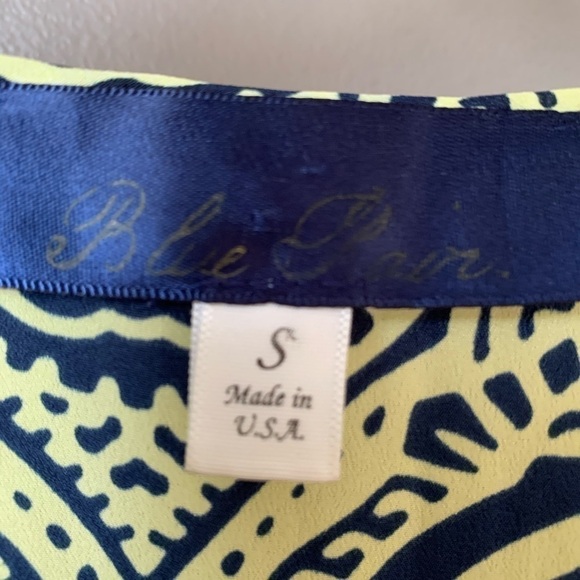 Blue Rain.
S
Made in
U.S.A.